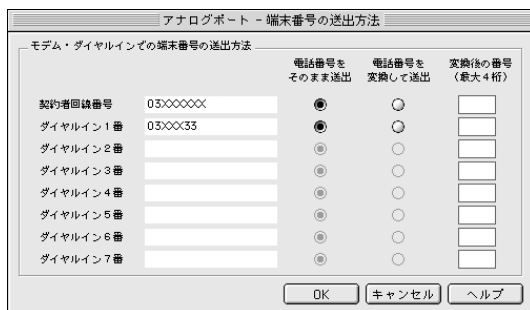 アナログポート - 端末番号の送出方法
モデム・ダイヤルインでの端末番号の送出方法
電話番号を 電話番号を 変換後の番号
そのまま送出 変換して送出 (最大4桁)
契約者回線番号 03XXXXXX
ダイヤルイン1番 03XXX33
ダイヤルイン2番
ダイヤルイン3番
ダイヤルイン4番
ダイヤルイン5番
ダイヤルイン6番
ダイヤルイン7番
OK キャンセル ヘルプ